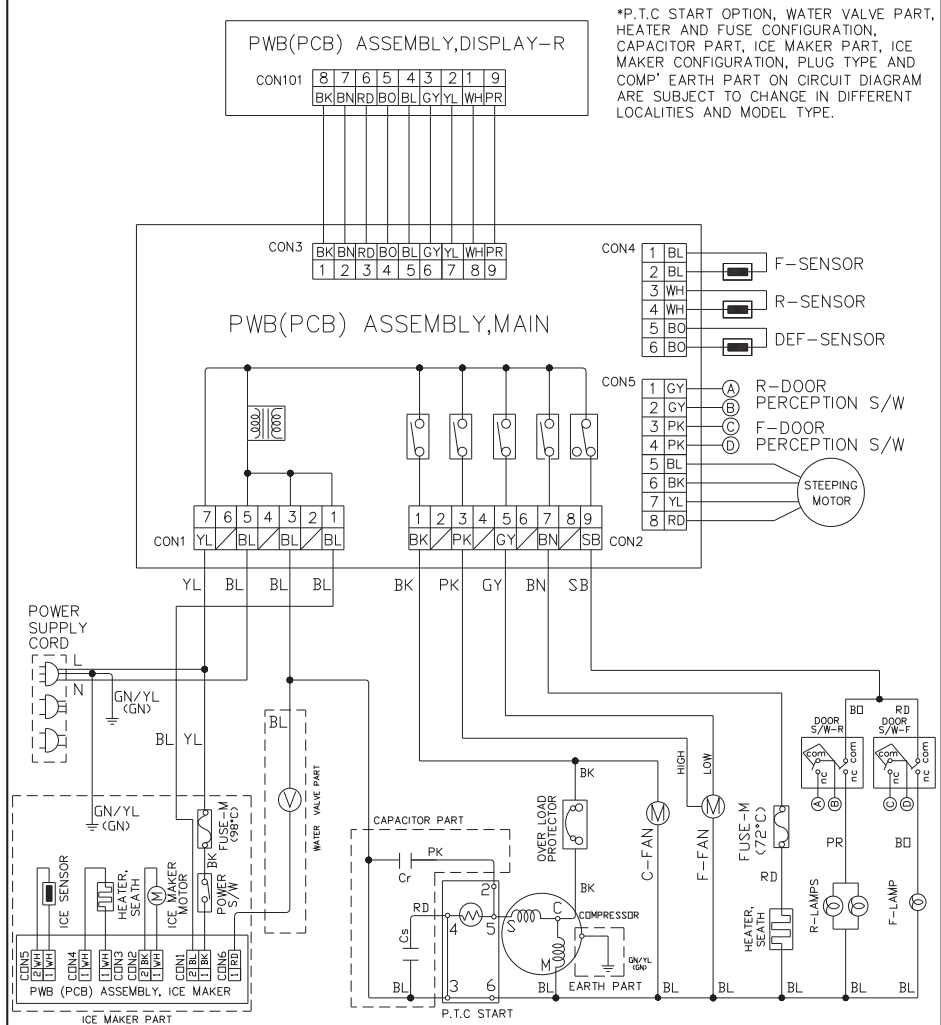 *P.T.C START OPTION, WATER VALVE PART,
HEATER AND FUSE CONFIGURATION,
CAPACITOR PART, ICE MAKER PART, ICE
MAKER CONFIGURATION, PLUG TYPE AND
COMP' EARTH PART ON CIRCUIT DIAGRAM
ARE SUBJECT TO CHANGE IN DIFFERENT
LOCALITIES AND MODEL TYPE.
PWB(PCB) ASSEMBLY,DISPLAY-R
CON101
8 7 6 5 4 3 2 1 9
BK BN RD BO BL GY YL WH PR
CON3
BK BN RD BO BL GY YL WH PR
1 2 3 4 5 6 7 8 9
PWB(PCB) ASSEMBLY,MAIN
CON4
1 BL
2 BL
F-SENSOR
3 WH
4 WH
R-SENSOR
5 BO
6 BO
DEF-SENSOR
CON5
1 GY A
2 GY B
R-DOOR
PERCEPTION S/W
3 PK C
4 PK D
F-DOOR
PERCEPTION S/W
5 BL
6 BK
7 YL
8 RD
STEEPING
MOTOR
7 6 5 4 3 2 1
CON1
YL BL BL BL
1 2 3 4 5 6 7 8 9
BK PK GY BN SB
CON2
YL BL BL BL
BK PK GY BN SB
POWER
SUPPLY
CORD
L
N
GN/YL
(GN)
BL YL
GN/YL
(GN)
FUSE-M
(98°C)
BK
POWER
S/W
BL
V
WATER VALVE PART
ICE SENSOR
HEATER,
SEATH
M
ICE MAKER
MOTOR
CON5
2 WH
1 WH
CON4
1 WH
CON3
1 WH
CON2
2 BK
1 WH
CON1
2 BL
1 BK
CON6
1 RD
PWB (PCB) ASSEMBLY, ICE MAKER
ICE MAKER PART
CAPACITOR PART
PK
Cr
RD
Cs
2
4
5
3
6
BL
P.T.C START
BK
OVER LOAD
PROTECTOR
BK
S
C
M
COMPRESSOR
GN/YL
(GN)
EARTH PART
BL
M
C-FAN
BL
HIGH
LOW
M
F-FAN
BL
FUSE-M
(72°C)
RD
HEATER,
SEATH
BL
BO
RD
DOOR
S/W-R
DOOR
S/W-F
com
nc
com
nc
com
nc
com
nc
A B
C D
PR
BO
R-LAMPS
F-LAMP
BL
BL